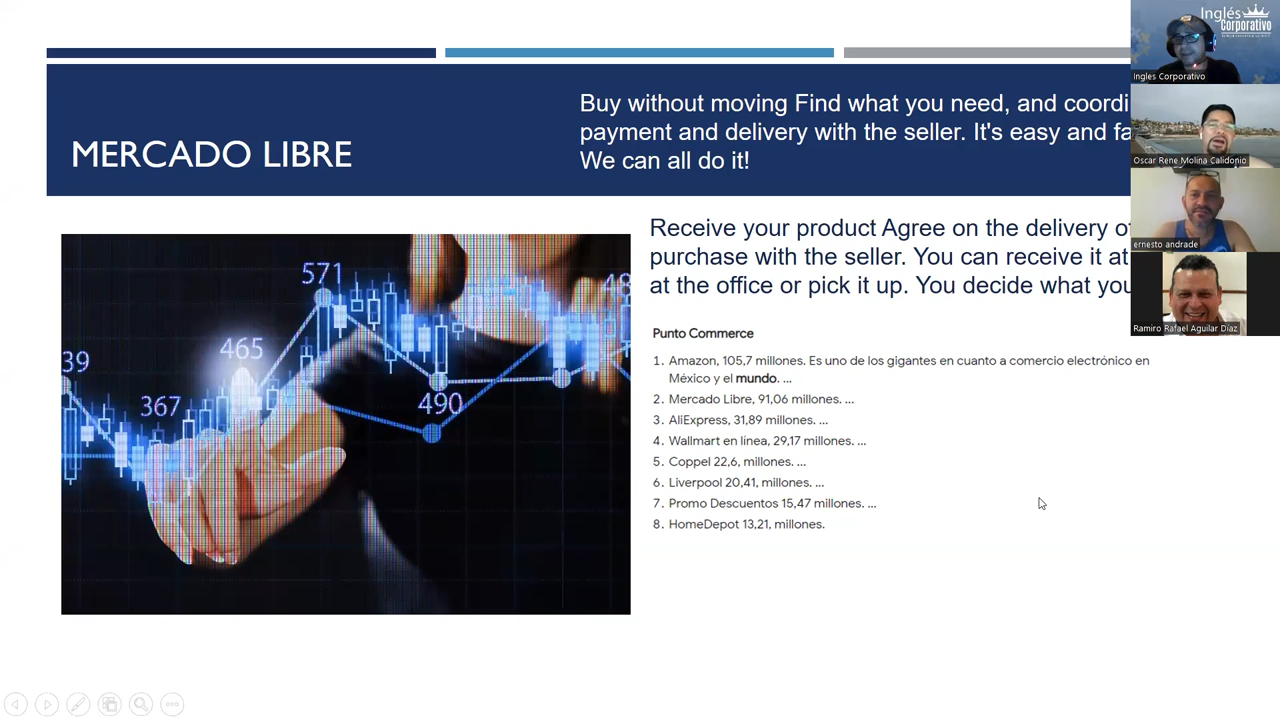 MERCADO LIBRE
Buy without moving Find what you need, and coordi
payment and delivery with the seller. It's easy and fa
We can all do it!
Receive your product Agree on the delivery of
purchase with the seller. You can receive it at
at the office or pick it up. You decide what you
39
367
465
571
490
48
Punto Commerce
1. Amazon, 105,7 millones. Es uno de los gigantes en cuanto a comercio electrónico en
México y el mundo. ...
2. Mercado Libre, 91,06 millones. ...
3. AliExpress, 31,89 millones. ...
4. Wallmart en línea, 29,17 millones. ...
5. Coppel 22,6, millones. ...
6. Liverpool 20,41, millones. ...
7. Promo Descuentos 15,47 millones. ...
8. HomeDepot 13,21, millones.
Inglés
Corporativo
Ingles Corporativo
Oscar Rene Molina Calidonio
ernesto andrade
Ramiro Rafael Aguilar Díaz